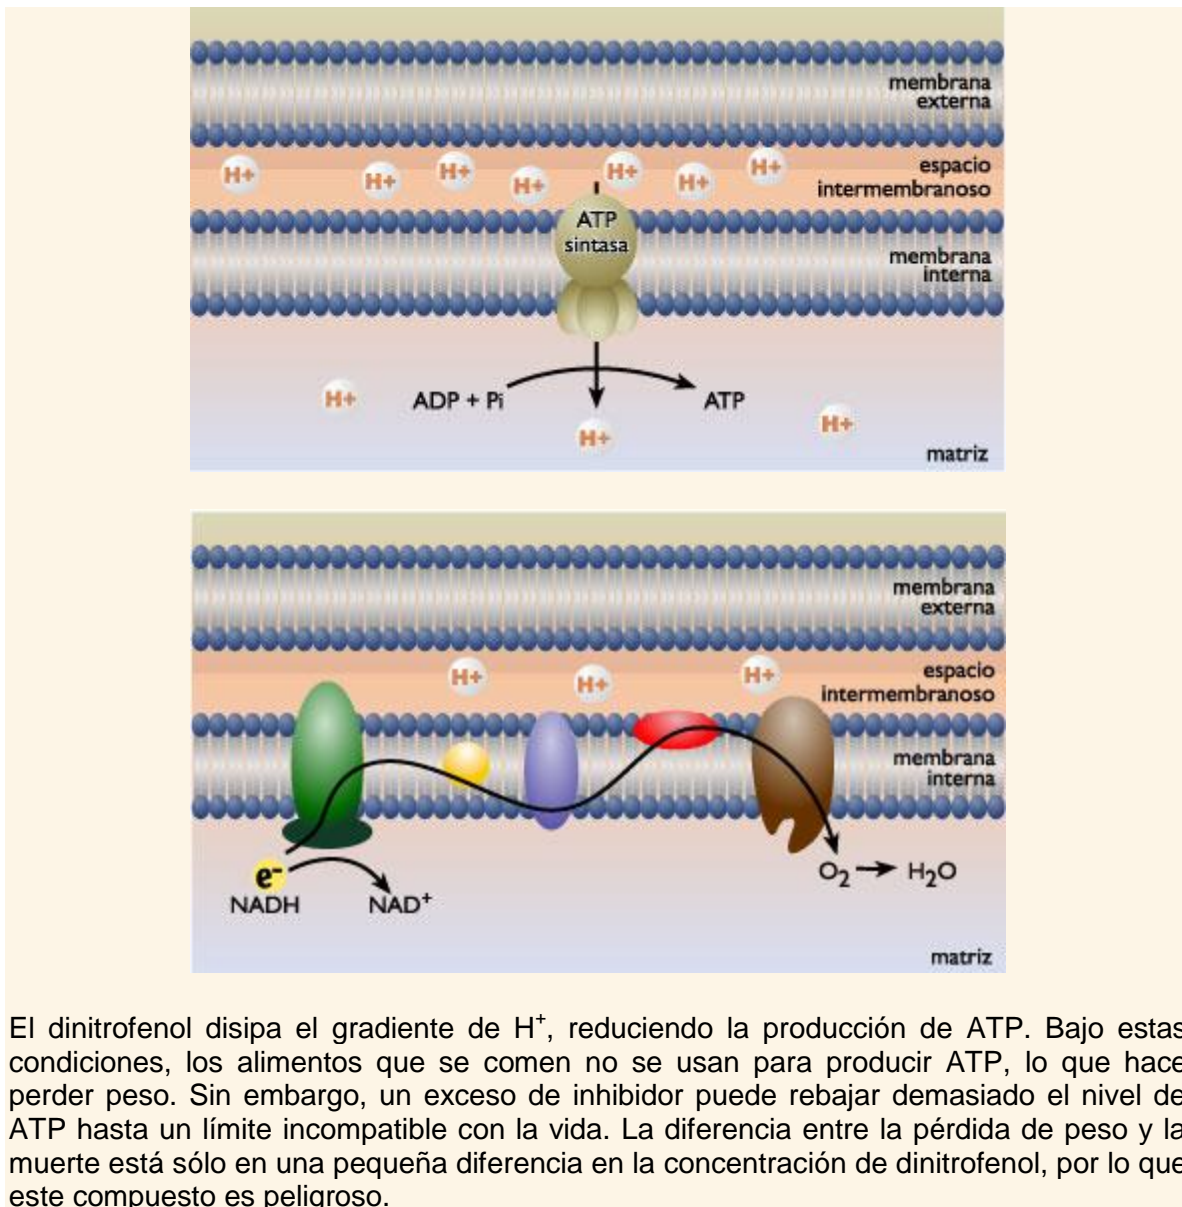 membrana
externa
H+ H+ H+ H+ H+ H+ H+
espacio
intermembranoso
ATP
sintasa
membrana
interna
H+ ADP + Pi ATP
H+ H+
matriz
membrana
externa
H+ H+ H+
espacio
intermembranoso
membrana
interna
e-
NADH NAD+
O2 H2O
matriz
El dinitrofenol disipa el gradiente de H+, reduciendo la producción de ATP. Bajo estas
condiciones, los alimentos que se comen no se usan para producir ATP, lo que hace
perder peso. Sin embargo, un exceso de inhibidor puede rebajar demasiado el nivel de
ATP hasta un límite incompatible con la vida. La diferencia entre la pérdida de peso y la
muerte está sólo en una pequeña diferencia en la concentración de dinitrofenol, por lo que
este compuesto es peligroso.